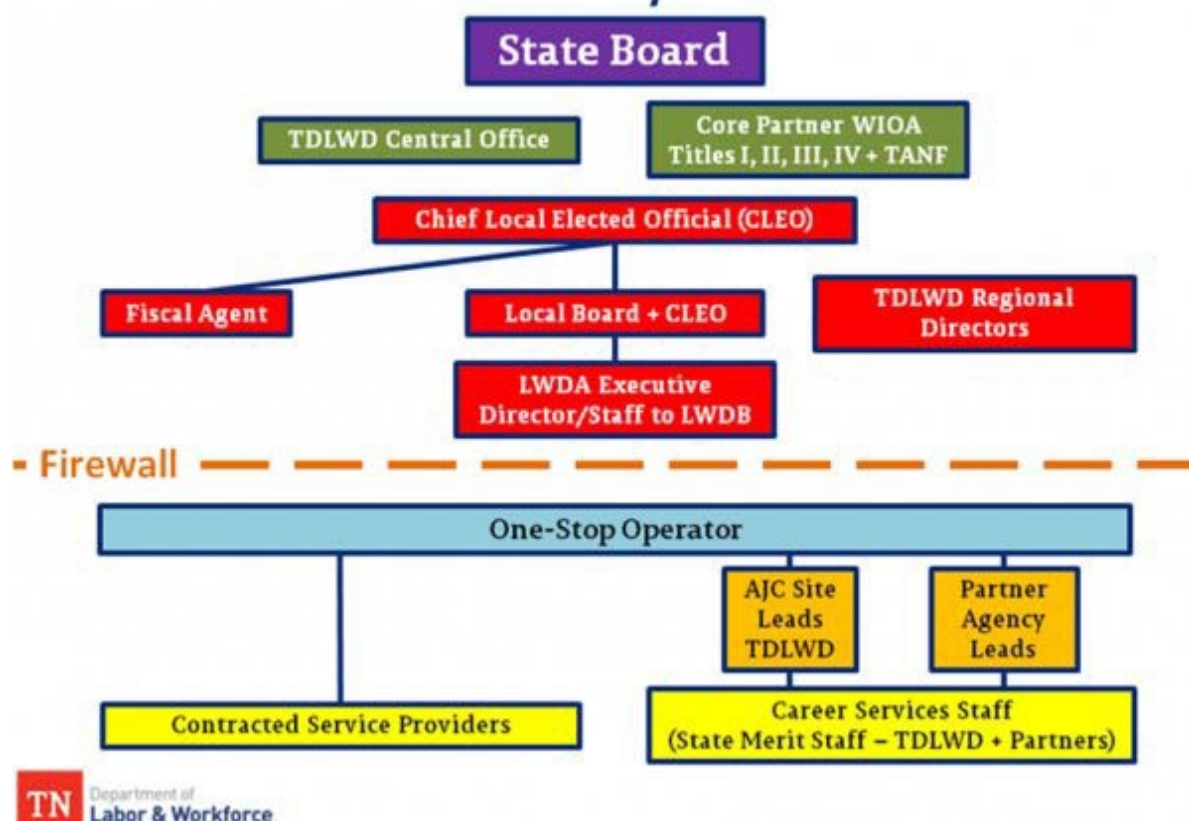 State Board
TDLWD Central Office
Core Partner WIOA
Titles I, II, III, IV + TANF
Chief Local Elected Official (CLEO)
Fiscal Agent
Local Board + CLEO
TDLWD Regional
Directors
LWDA Executive
Director/Staff to LWDB
Firewall
One-Stop Operator
AJC Site
Leads
TDLWD
Partner
Agency
Leads
Contracted Service Providers
Career Services Staff
(State Merit Staff – TDLWD + Partners)
TN
Department of
Labor & Workforce